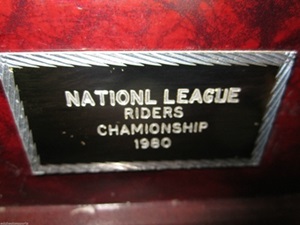 NATIONL LEAGUE
RIDERS
CHAMIONSHIP
1980